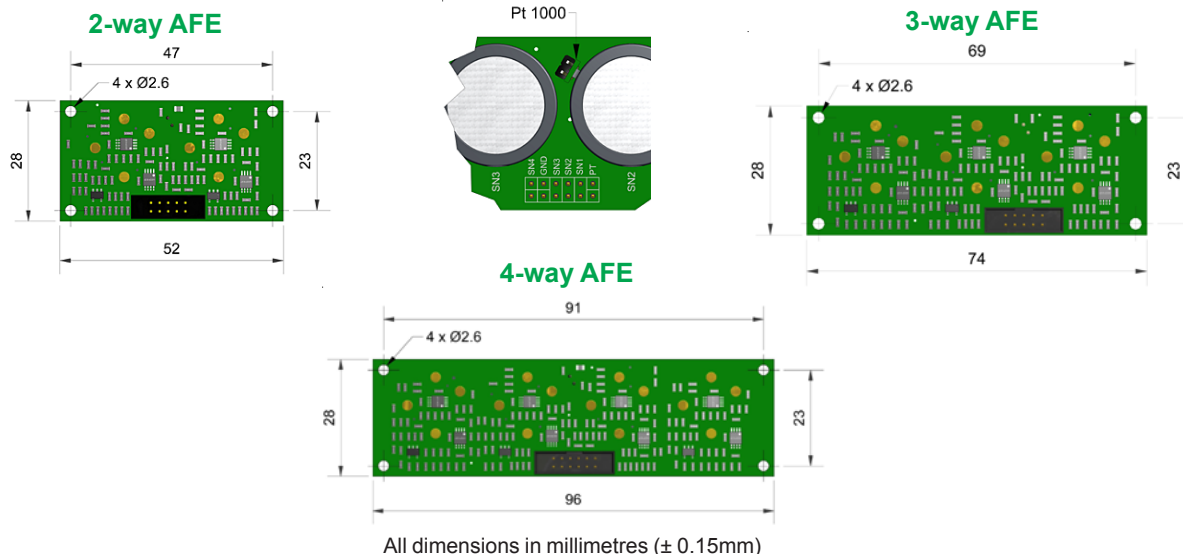 2-way AFE
47
4 x Ø2.6
28
23
52
Pt 1000
SN3
SN4
GND
SN3
SN2
SN1
PT
SN2
3-way AFE
69
4 x Ø2.6
28
23
74
4-way AFE
91
4 x Ø2.6
28
23
96
All dimensions in millimetres (± 0.15mm)